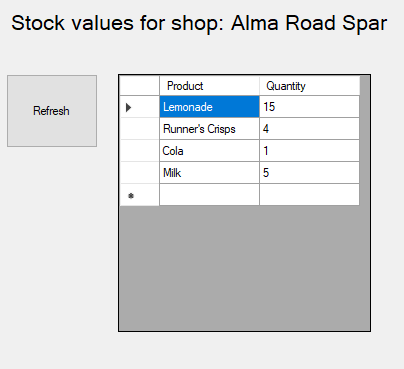 Stock values for shop: Alma Road Spar
Refresh
Product Quantity
Lemonade 15
Runner's Crisps 4
Cola 1
Milk 5